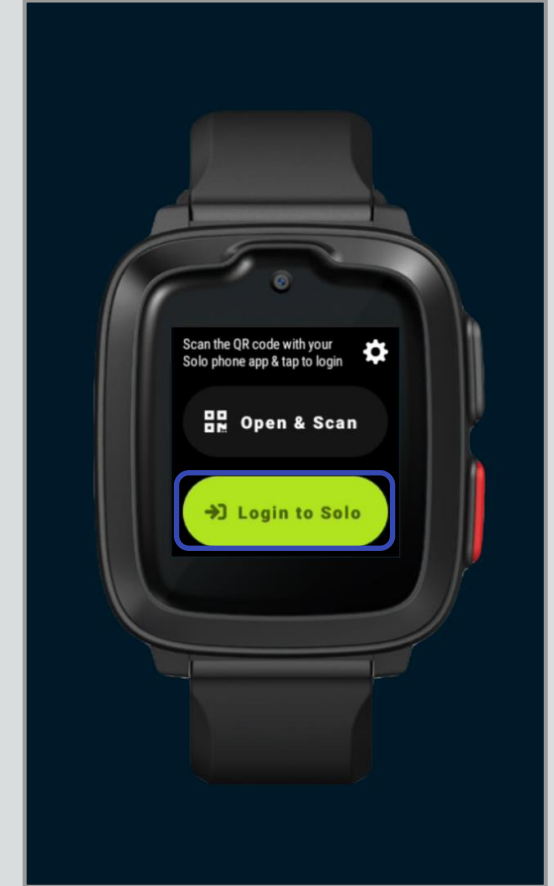 Scan the QR code with your
Solo phone app & tap to login
Open & Scan
Login to Solo